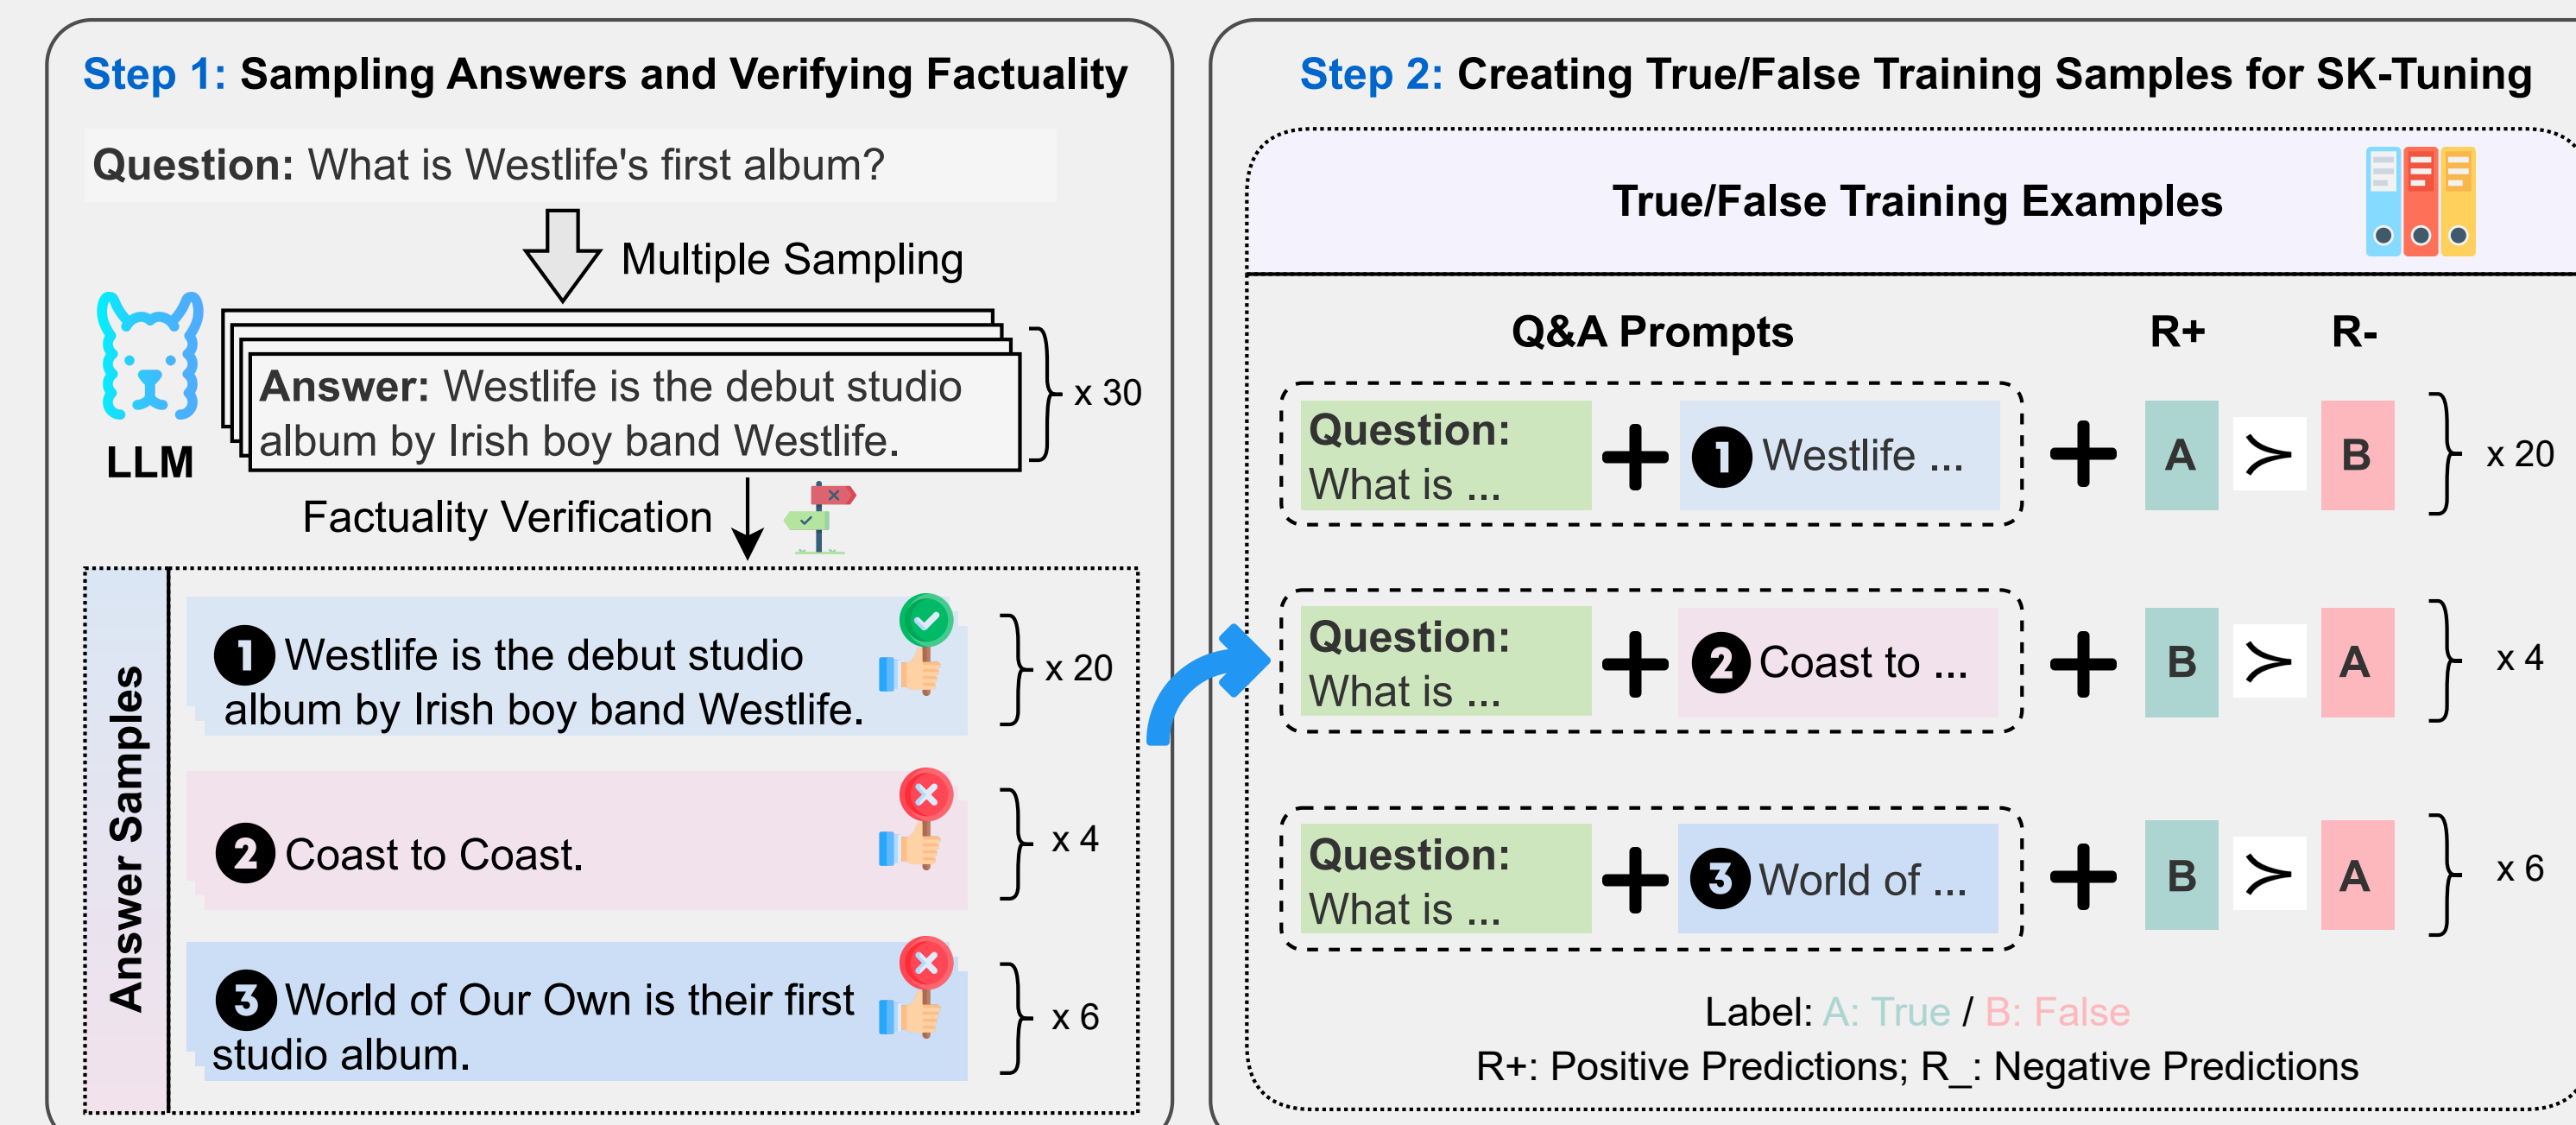 Step 1: Sampling Answers and Verifying Factuality
Question: What is Westlife's first album?
Multiple Sampling
LLM
Answer: Westlife is the debut studio
album by Irish boy band Westlife.
x 30
Factuality Verification
Answer Samples
1 Westlife is the debut studio
album by Irish boy band Westlife.
x 20
2 Coast to Coast.
x 4
3 World of Our Own is their first
studio album.
x 6
Step 2: Creating True/False Training Samples for SK-Tuning
True/False Training Examples
Q&A Prompts R+ R-
Question:
What is ...
+ 1 Westlife ... + A ≻ B x 20
Question:
What is ...
+ 2 Coast to ... + B ≻ A x 4
Question:
What is ...
+ 3 World of ... + B ≻ A x 6
Label: A: True / B: False
R+: Positive Predictions; R_: Negative Predictions